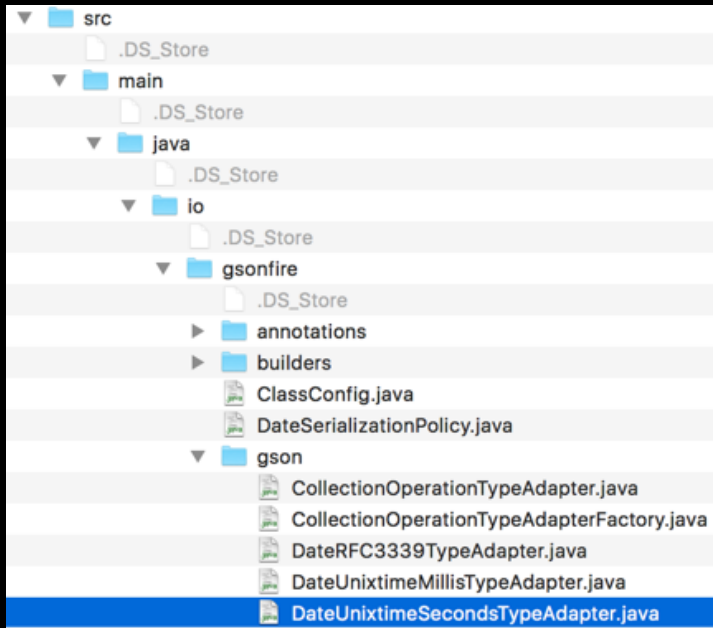 src
.DS_Store
main
.DS_Store
java
.DS_Store
io
.DS_Store
gsonfire
.DS_Store
annotations
builders
ClassConfig.java
DateSerializationPolicy.java
gson
CollectionOperationTypeAdapter.java
CollectionOperationTypeAdapterFactory.java
DateRFC3339TypeAdapter.java
DateUnixtimeMillisTypeAdapter.java
DateUnixtimeSecondsTypeAdapter.java